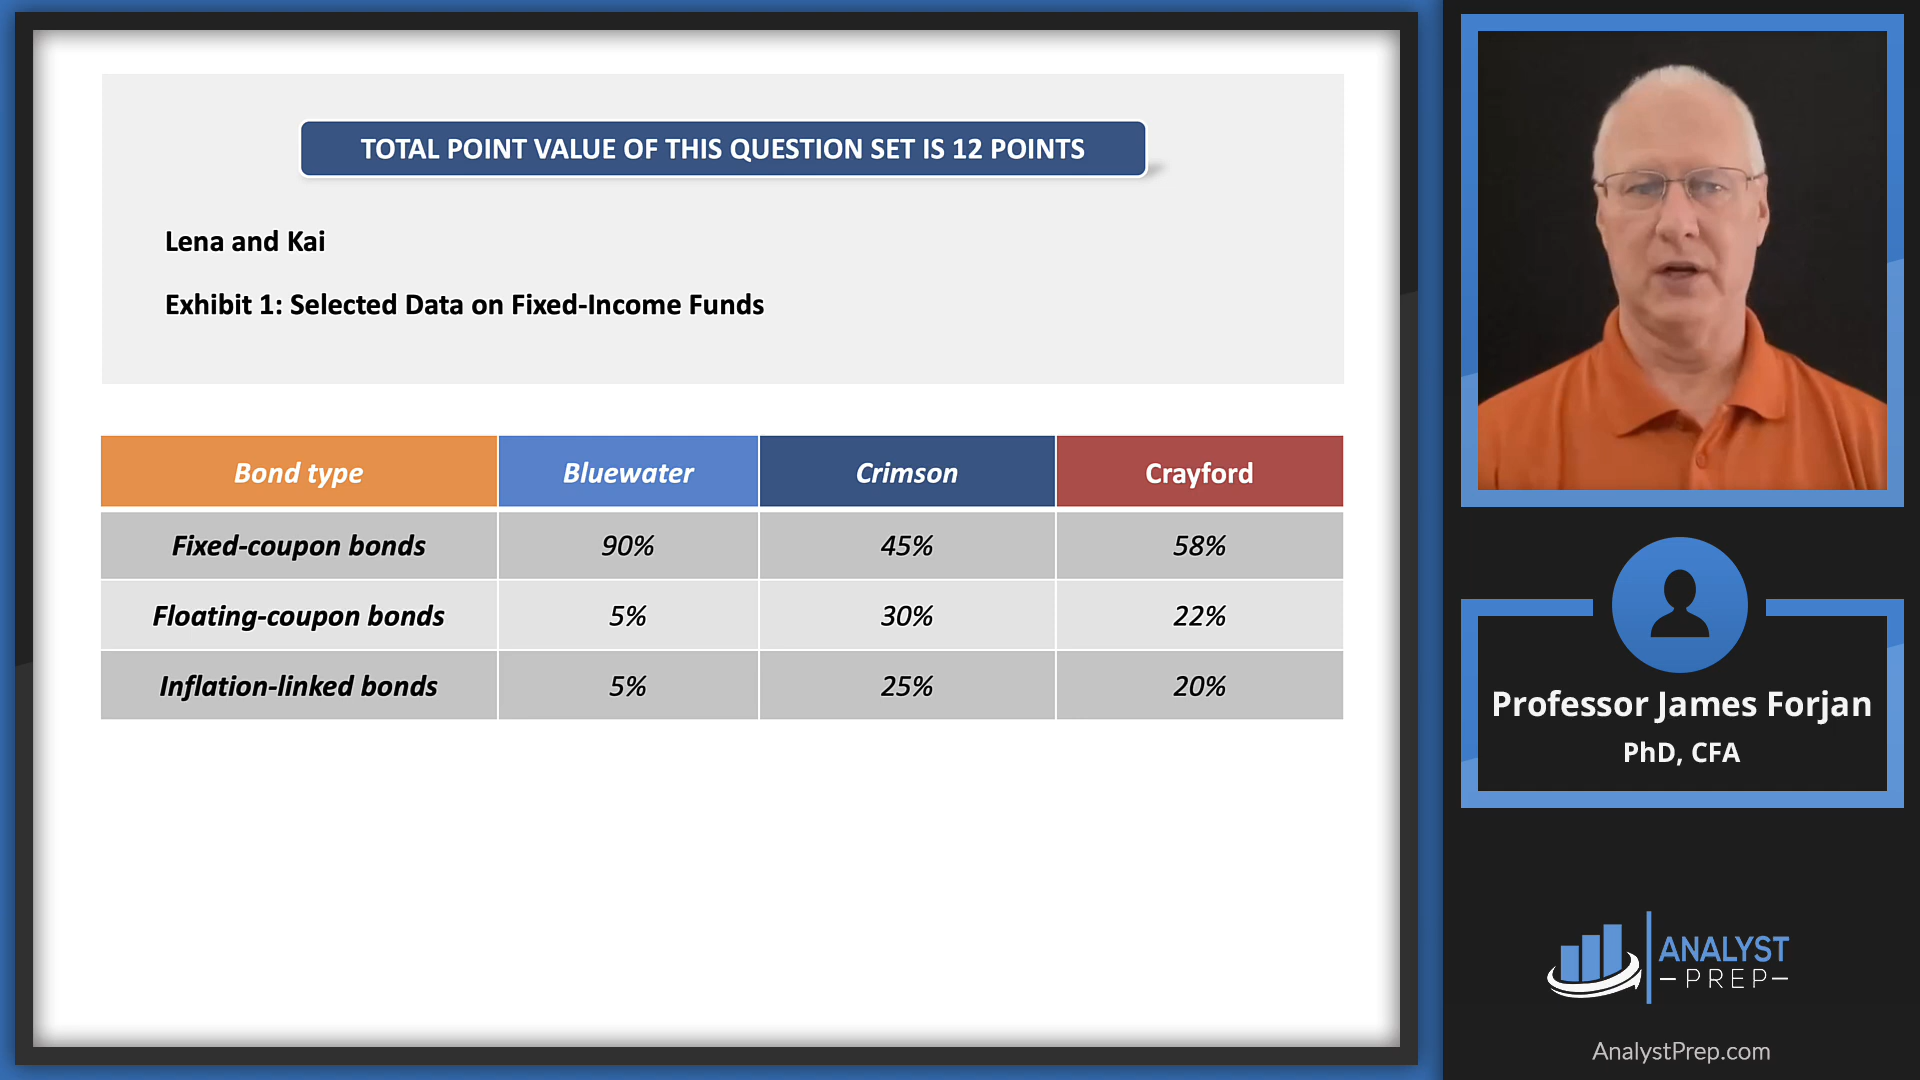 TOTAL POINT VALUE OF THIS QUESTION SET IS 12 POINTS
Lena and Kai
Exhibit 1: Selected Data on Fixed-Income Funds
Bond type Bluewater Crimson Crayford
Fixed-coupon bonds 90% 45% 58%
Floating-coupon bonds 5% 30% 22%
Inflation-linked bonds 5% 25% 20%
Professor James Forjan
PhD, CFA
ANALYST
PREP
AnalystPrep.com